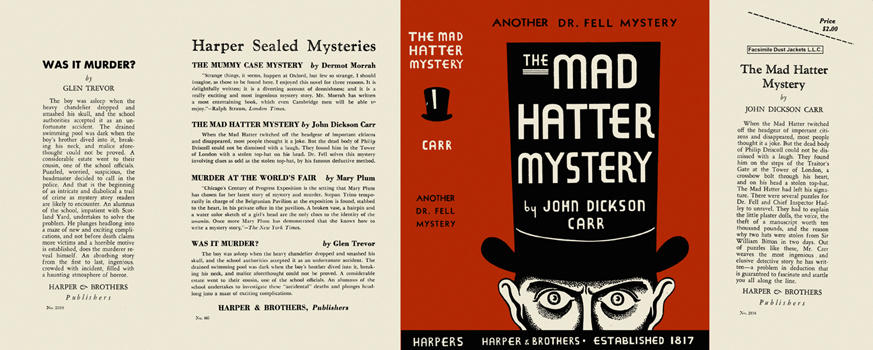 WAS IT MURDER?
by
GLEN TREVOR
The boy was asleep when the
heavy chandelier dropped and
smashed his skull, and the school
authorities accepted it as an un-
fortunate accident. The drained
swimming pool was dark when the
boy's brother dived into it, break-
ing his neck, and malice afore-
thought could not be proved. A
considerable estate went to their
cousin, one of the school officials.
Puzzled, worried, suspicious, the
headmaster decided to call in the
police. And that is the beginning
of as intricate and diabolical a trail
of crime as mystery story readers
are likely to encounter. An alumnus
of the school, impatient with Scot-
land Yard, undertakes to solve the
problem. He plunges headlong into
a maze of new and exciting compli-
cations, and not before death claims
more victims and a horrible motive
is established, does the murderer re-
veal himself. An absorbing story
from the first to last, ingenious,
crowded with incident, filled with
a haunting atmosphere of horror.
HARPER & BROTHERS
Publishers
Harper Sealed Mysteries
THE MUMMY CASE MYSTERY by Dermot Morrah
"Strange things, it seems, happen at Oxford, but few so strange, I should
imagine, as those to be found here. I enjoyed this novel for three reasons. It is
delightfully written; it is a diverting account of donnishness; and it is a
really exciting and most ingenious mystery story. Mr. Morrah has written
a most entertaining book, which even Cambridge men will be able to
enjoy."—Ralph Straus, London Times.
THE MAD HATTER MYSTERY by John Dickson Carr
When the Mad Hatter twitched off the headgear of important citizens
and disappeared, most people thought it a joke. But the dead body of Philip
Driscoll could not be dismissed with a laugh. They found him in the Tower
of London with a stolen top-hat on his head. Dr. Fell solves this mystery
involving clues as odd as the stolen top-hat, by his famous deductive method.
MURDER AT THE WORLD'S FAIR by Mary Plum
"Chicago's Century of Progress Exposition is the setting that Mary Plum
has chosen for her latest story of mystery and murder.
temporarily in charge of the Belgravian Pavilion at the exposition is found, stabbed
to the heart, in his private office in the pavilion. A broken vase, a hairpin and
a water color sketch of a girl's head are the only clues to the identity of the
assassin. Once more Mary Plum has demonstrated that she knows how to
write a mystery story."—The New York Times.
WAS IT MURDER? by Glen Trevor
The boy was asleep when the heavy chandelier dropped and smashed his
skull, and the school authorities accepted it as an unfortunate accident. The
drained swimming pool was dark when the boy's brother dived into it, break-
ing his neck, and malice aforethought could not be proved. A considerable
estate went to their cousin, one of the school officials. An alumnus of the
school undertakes to investigate these "accidental" deaths and plunges head-
long into a maze of exciting complications.
HARPER & BROTHERS, Publishers
THE MAD
HATTER
MYSTERY
CARR
ANOTHER
DR. FELL
MYSTERY
HARPERS
ANOTHER DR. FELL MYSTERY
THE MAD
HATTER
MYSTERY
by JOHN DICKSON
CARR
HARPER & BROTHERS • ESTABLISHED 1817
Price
$2.00
Facsimile Dust Jackets L.L.C.
The Mad Hatter
Mystery
by
JOHN DICKSON CARR
When the Mad Hatter twitched
off the headgear of important citi-
zens and disappeared, most people
thought it a joke. But the body of
Philip Driscoll could not be dis-
missed with a laugh. They found
him on the steps of the Traitor's
Gate at the Tower of London, a
crossbow bolt through his heart,
and on his head a stolen top-hat.
The Mad Hatter had left his signa-
ture. There were several puzzles for
Dr. Fell and Chief Inspector Had-
ley to unravel. They had to explain
the little plaster dolls, the voice, the
theft of a manuscript worth ten
thousand pounds, and the reason
why two hats were stolen from Sir
William Bitton in two days. Out
of puzzles like these, Mr. Carr
weaves the most ingenious and
elusive detective story he has writ-
ten—a problem in deduction that
is guaranteed to fascinate and startle
you all along the line.
HARPER & BROTHERS
Publishers